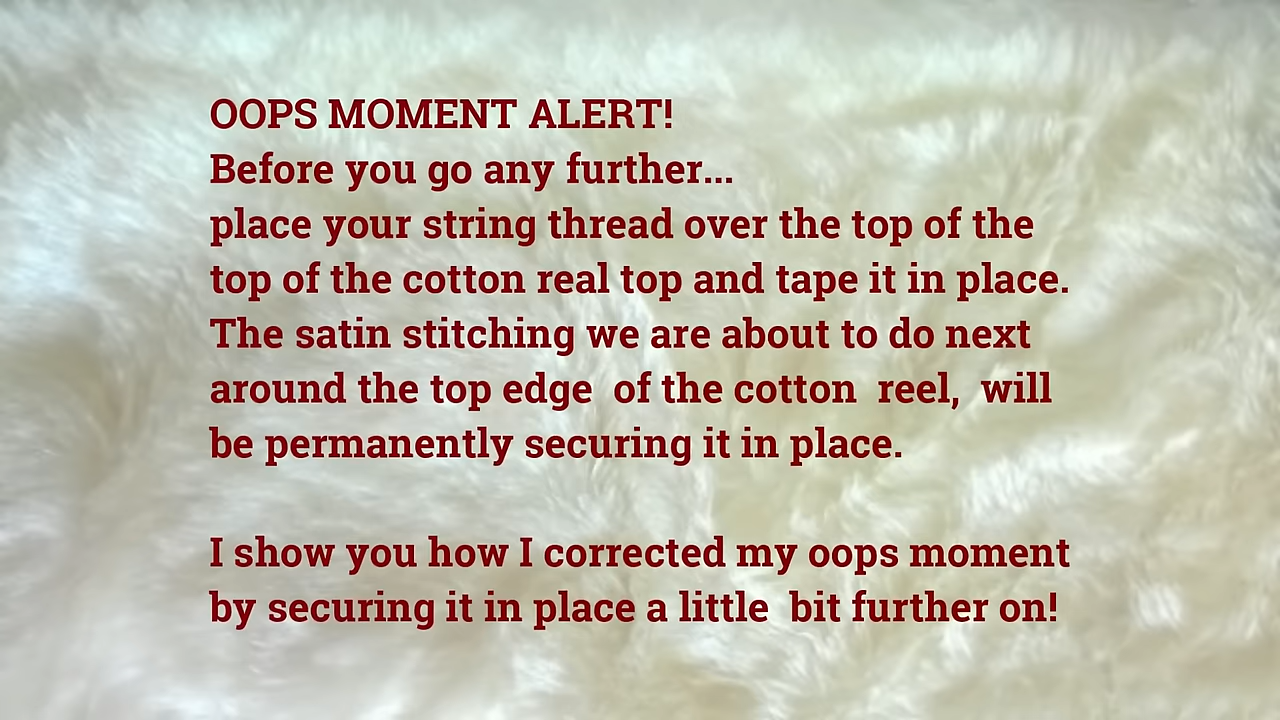 OOPS MOMENT ALERT!
Before you go any further...
place your string thread over the top of the
top of the cotton real top and tape it in place.
The satin stitching we are about to do next
around the top edge  of the cotton  reel,  will
be permanently securing it in place.
I show you how I corrected my oops moment
by securing it in place a little  bit further on!